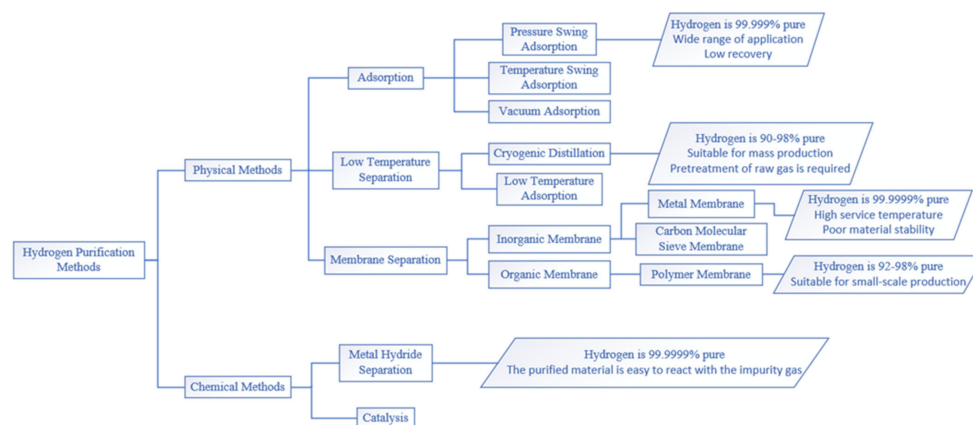 Hydrogen Purification
Methods
Physical Methods
Adsorption
Pressure Swing
Adsorption
Hydrogen is 99.999% pure
Wide range of application
Low recovery
Temperature Swing
Adsorption
Vacuum Adsorption
Low Temperature
Separation
Cryogenic Distillation
Hydrogen is 90-98% pure
Suitable for mass production
Pretreatment of raw gas is required
Low Temperature
Adsorption
Membrane Separation
Inorganic Membrane
Metal Membrane
Hydrogen is 99.9999% pure
High service temperature
Poor material stability
Carbon Molecular
Sieve Membrane
Organic Membrane
Polymer Membrane
Hydrogen is 92-98% pure
Suitable for small-scale production
Chemical Methods
Metal Hydride
Separation
Hydrogen is 99.9999% pure
The purified material is easy to react with the impurity gas
Catalysis